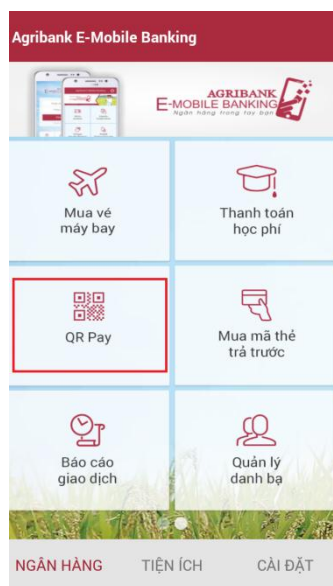 Agribank E-Mobile Banking
AGRIBANK
E-MOBILE BANKING
Ngân hàng trong tay bạn
Mua vé
máy bay
Thanh toán
học phí
QR Pay
Mua mã thẻ
trả trước
Báo cáo
giao dịch
Quản lý
danh bạ
NGÂN HÀNG
TIỆN ÍCH
CÀI ĐẶT